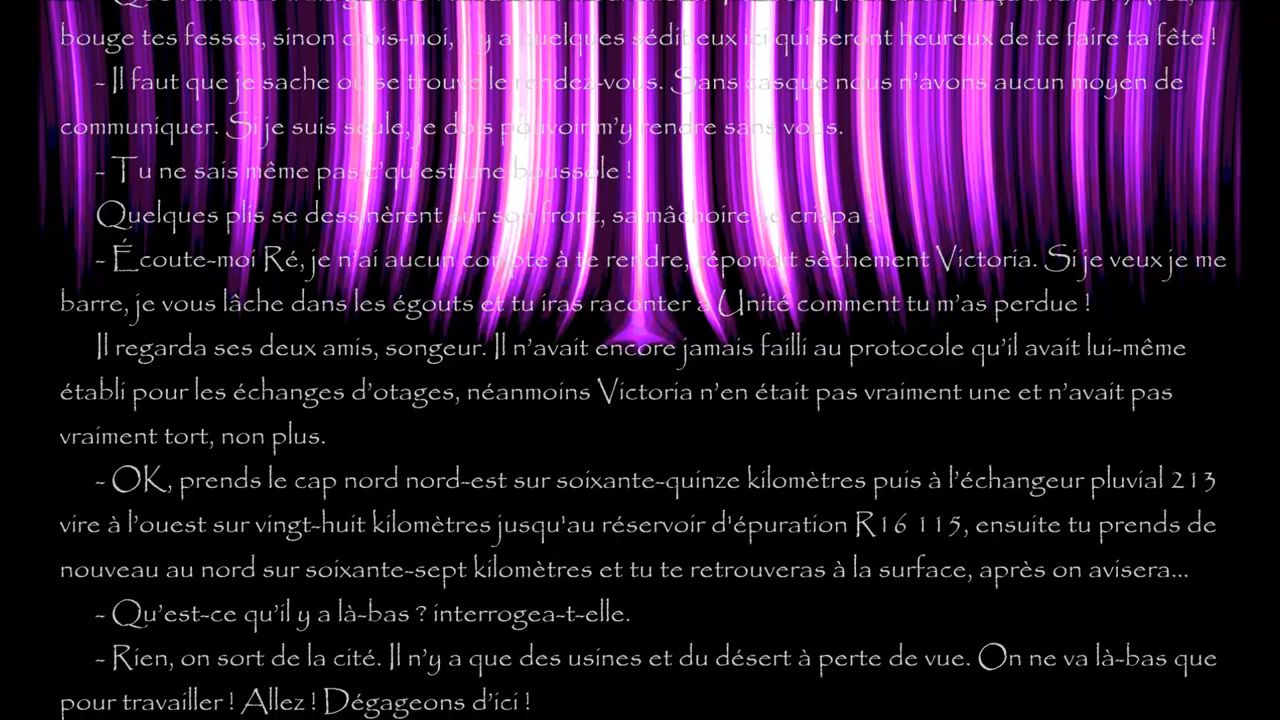 bouge tes fesses, sinon crois-moi, il y a quelques séditieux ici qui seront heureux de te faire ta fête !
- Il faut que je sache où se trouve le rendez-vous. Sans casque nous n’avons aucun moyen de
communiquer. Si je suis seule, je dois pouvoir m’y rendre sans vous.
- Tu ne sais même pas c’qu’est une boussole !
Quelques plis se dessinèrent sur son front, sa mâchoire se crispa :
- Écoute-moi Ré, je n’ai aucun compte à te rendre, répondit sèchement Victoria. Si je veux je me
barre, je vous lâche dans les égouts et tu iras raconter à Unité comment tu m’as perdue !
Il regarda ses deux amis, songeur. Il n’avait encore jamais failli au protocole qu’il avait lui-même
établi pour les échanges d’otages, néanmoins Victoria n’en était pas vraiment une et n’avait pas
vraiment tort, non plus.
- OK, prends le cap nord nord-est sur soixante-quinze kilomètres puis à l’échangeur pluvial 213
vire à l’ouest sur vingt-huit kilomètres jusqu'au réservoir d'épuration R16 115, ensuite tu prends de
nouveau au nord sur soixante-sept kilomètres et tu te retrouveras à la surface, après on avisera...
- Qu’est-ce qu’il y a là-bas ? interrogea-t-elle.
- Rien, on sort de la cité. Il n’y a que des usines et du désert à perte de vue. On ne va là-bas que
pour travailler ! Allez ! Dégageons d’ici !